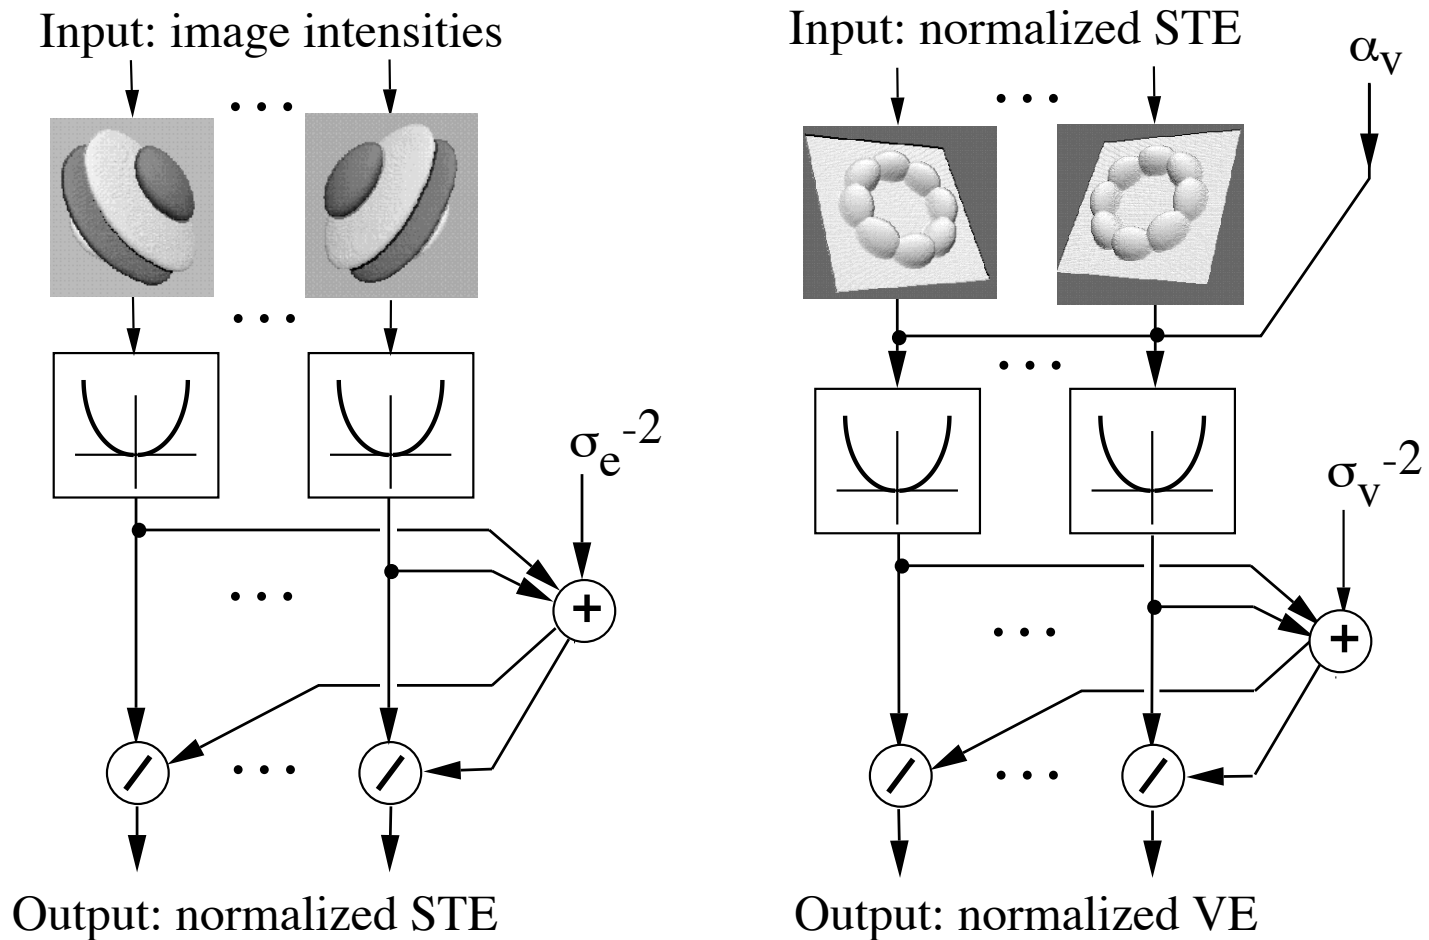 Input: image intensities
Input: normalized STE
αv
• • •
• • •
• • •
• • •
σe-2
σv-2
+
+
• • •
• • •
/ • • • /
/ • • • /
Output: normalized STE
Output: normalized VE